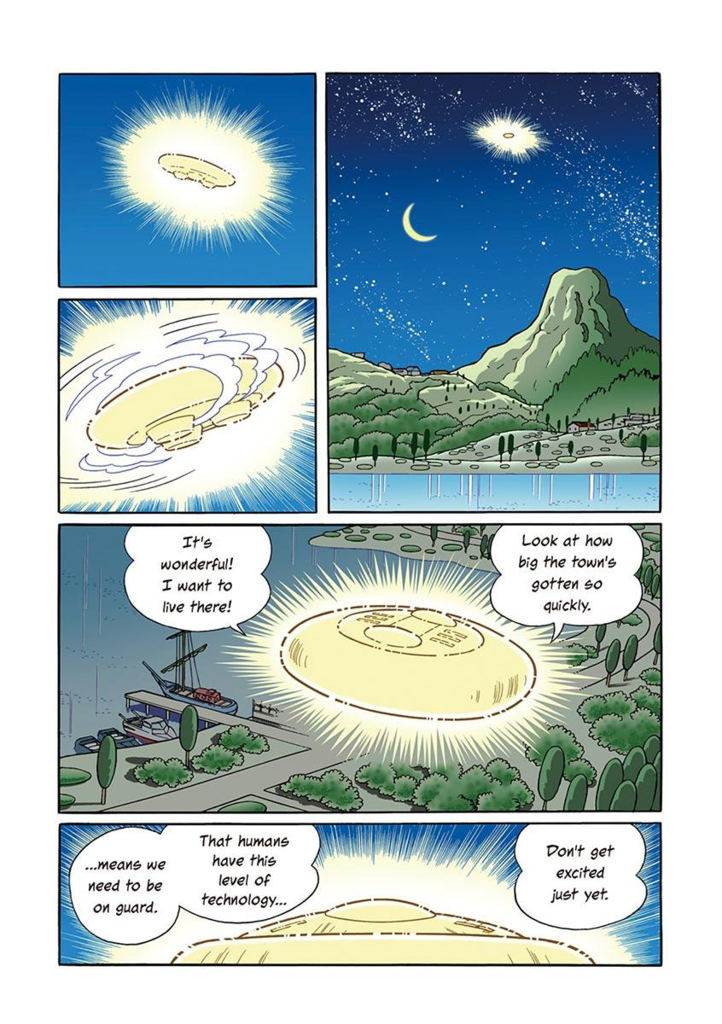 Look at how
big the town's
gotten so
quickly.
It's
wonderful!
I want to
live there!
Don't get
excited
just yet.
That humans
have this
level of
technology...
...means we
need to be
on guard.